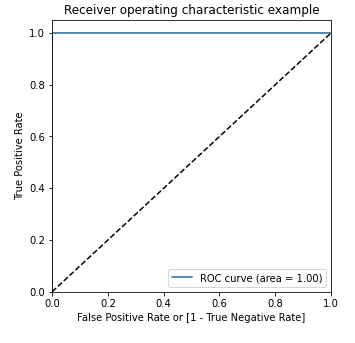 Receiver operating characteristic example
1.0
0.8
0.6
0.4
0.2
0.0
True Positive Rate
ROC curve (area = 1.00)
0.0 0.2 0.4 0.6 0.8 1.0
False Positive Rate or [1 - True Negative Rate]